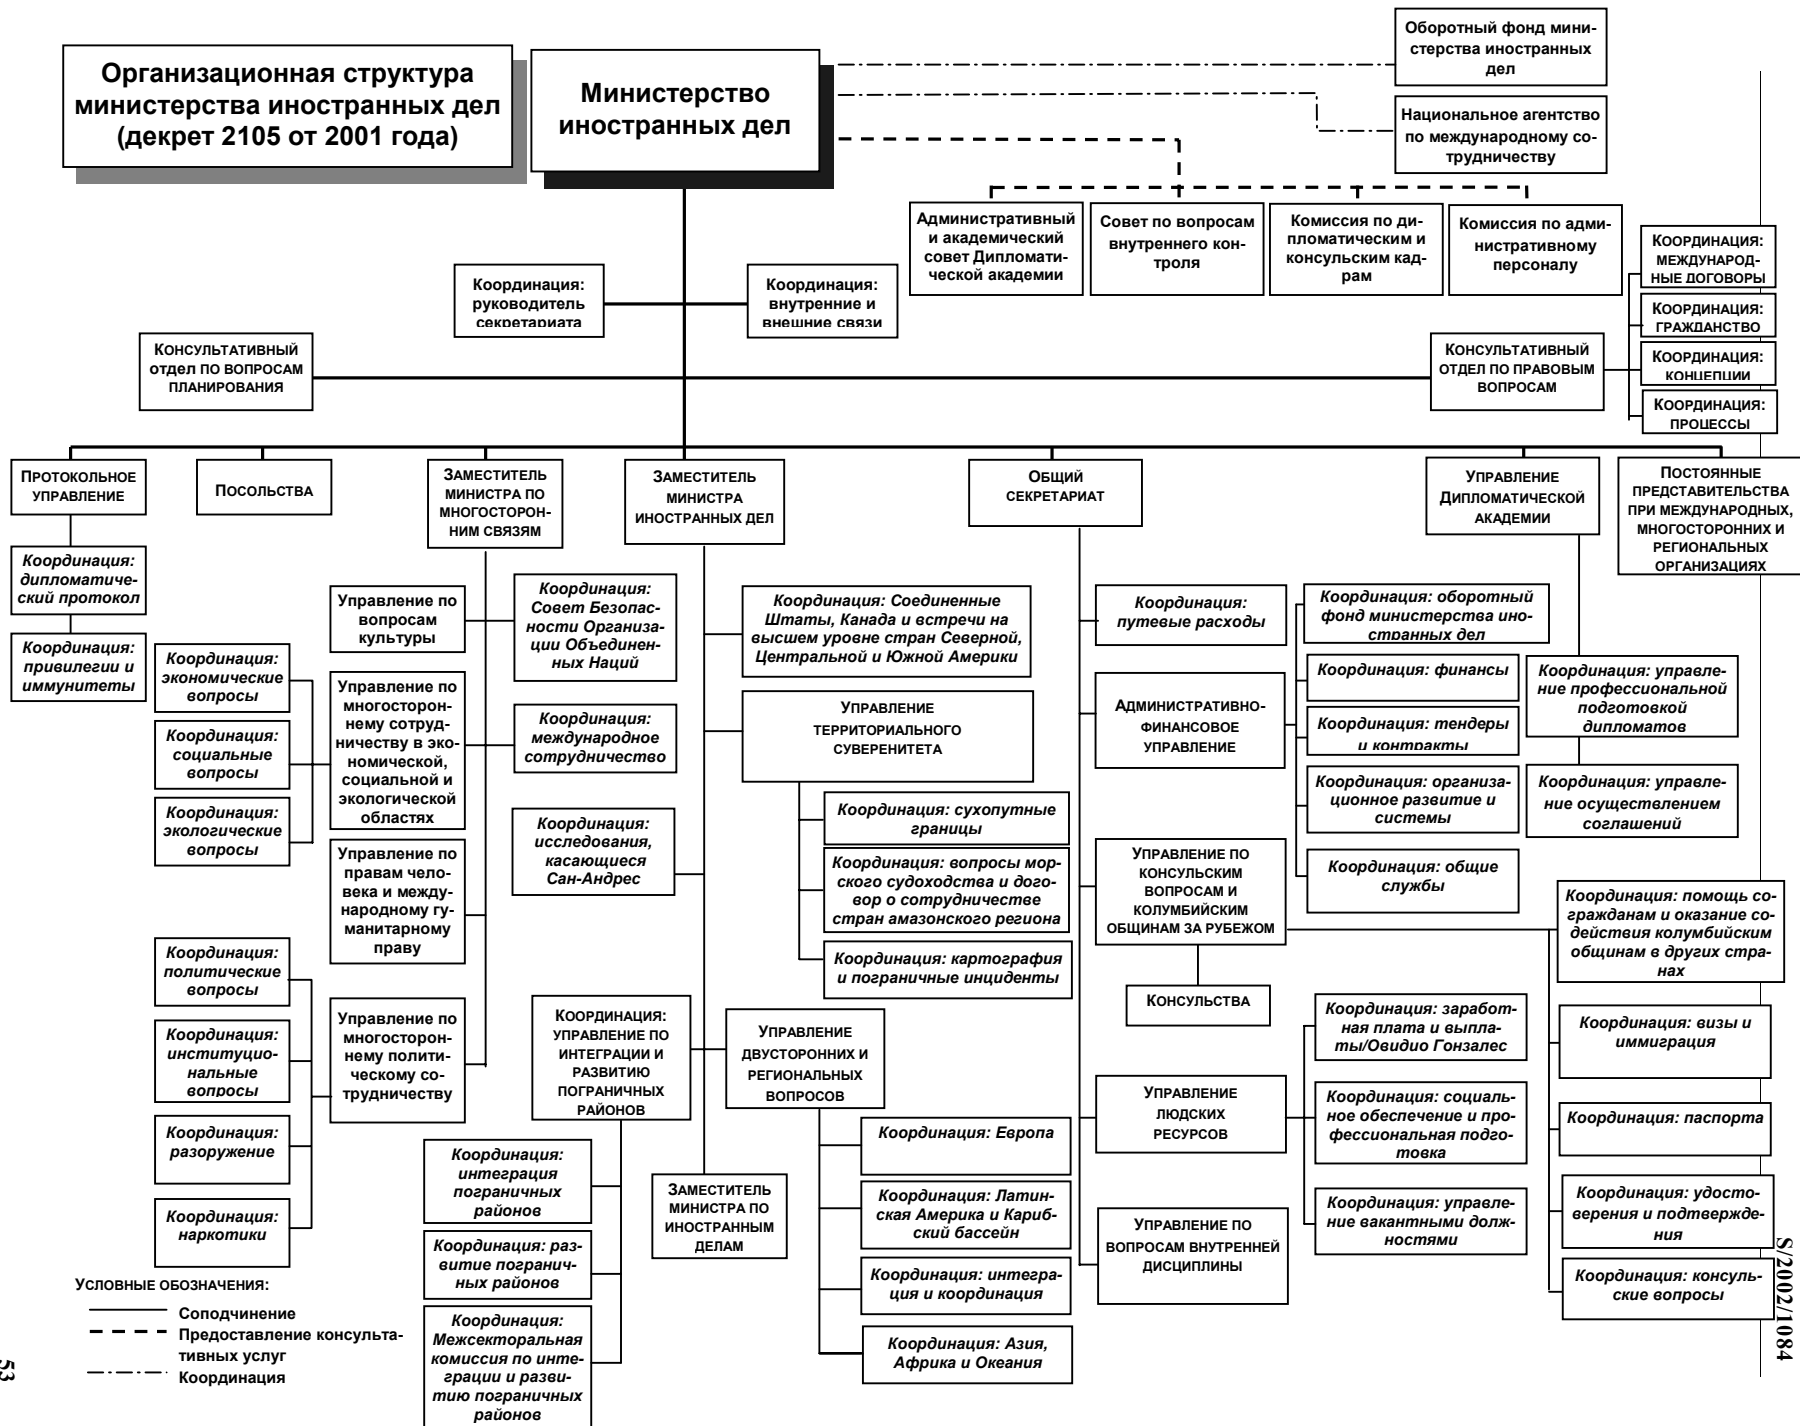 Организационная структура
министерства иностранных дел
(декрет 2105 от 2001 года)
Министерство
иностранных дел
Оборотный фонд мини-
стерства иностранных
дел
Национальное агентство
по международному со-
трудничеству
Административный
и академический
совет Дипломати-
ческой академии
Совет по вопросам
внутреннего кон-
троля
Комиссия по ди-
пломатическим и
консульским кад-
рам
Комиссия по адми-
нистративному
персоналу
КООРДИНАЦИЯ:
МЕЖДУНАРОД-
НЫЕ ДОГОВОРЫ
КООРДИНАЦИЯ:
ГРАЖДАНСТВО
КООРДИНАЦИЯ:
КОНЦЕПЦИИ
КООРДИНАЦИЯ:
ПРОЦЕССЫ
Координация:
руководитель
секретариата
Координация:
внутренние и
внешние связи
КОНСУЛЬТАТИВНЫЙ
отдел ПО ВОПРОСАМ
ПЛАНИРОВАНИЯ
КОНСУЛЬТАТИВНЫЙ
ОТДЕЛ ПО ПРАВОВЫМ
ВОПРОСАМ
ПРОТОКОЛЬНОЕ
УПРАВЛЕНИЕ
ПОСОЛЬСТВА
ЗАМЕСТИТЕЛЬ
МИНИСТРА ПО
МНОГОСТОРОН-
НИМ СВЯЗЯМ
ЗАМЕСТИТЕЛЬ
МИНИСТРА
ИНОСТРАННЫХ ДЕЛ
ОБЩИЙ
СЕКРЕТАРИАТ
УПРАВЛЕНИЕ
ДИПЛОМАТИЧЕСКОЙ
АКАДЕМИИ
ПОСТОЯННЫЕ
ПРЕДСТАВИТЕЛЬСТВА
ПРИ МЕЖДУНАРОДНЫХ,
МНОГОСТОРОННИХ И
РЕГИОНАЛЬНЫХ
ОРГАНИЗАЦИЯХ
Координация:
дипломатиче-
ский протокол
Координация:
привилегии и
иммунитеты
Координация:
экономические
вопросы
Координация:
социальные
вопросы
Координация:
экологические
вопросы
Координация:
политические
вопросы
Координация:
институцио-
нальные
вопросы
Координация:
разоружение
Координация:
наркотики
Управление по
вопросам
культуры
Управление по
многосторон-
нему сотруд-
ничеству в эко-
номической,
социальной и
экологической
областях
Управление по
правам чело-
века и между-
народному гу-
манитарному
праву
Управление по
многосторон-
нему полити-
ческому со-
трудничеству
Координация:
Совет Безопас-
ности Организа-
ции Объединен-
ных Наций
Координация:
международное
сотрудничество
Координация:
исследования,
касающиеся
Сан-Андрес
КООРДИНАЦИЯ:
УПРАВЛЕНИЕ ПО
ИНТЕГРАЦИИ И
РАЗВИТИЮ
ПОГРАНИЧНЫХ
РАЙОНОВ
Координация:
интеграция
пограничных
районов
Координация: раз-
витие погранич-
ных районов
Координация:
Межсекторальная
комиссия по инте-
грации и разви-
тию пограничных
районов
Координация: Соединенные
Штаты, Канада и встречи на
высшем уровне стран Северной,
Центральной и Южной Америки
УПРАВЛЕНИЕ
ТЕРРИТОРИАЛЬНОГО
СУВЕРЕНИТЕТА
Координация: сухопутные
границы
Координация: вопросы мор-
ского судоходства и дого-
вор о сотрудничестве
стран амазонского региона
Координация: картография
и пограничные инциденты
УПРАВЛЕНИЕ
ДВУСТОРОННИХ И
РЕГИОНАЛЬНЫХ
ВОПРОСОВ
ЗАМЕСТИТЕЛЬ
МИНИСТРА ПО
ИНОСТРАННЫМ
ДЕЛАМ
Координация: Европа
Координация: Латин-
ская Америка и Кариб-
ский бассейн
Координация: интегра-
ция и координация
Координация: Азия,
Африка и Океания
Координация:
путевые расходы
АДМИНИСТРАТИВНО-
ФИНАНСОВОЕ
УПРАВЛЕНИЕ
УПРАВЛЕНИЕ ПО
КОНСУЛЬСКИМ
ВОПРОСАМ И
КОЛУМБИЙСКИМ
ОБЩИНАМ ЗА РУБЕЖОМ
КОНСУЛЬСТВА
УПРАВЛЕНИЕ
ЛЮДСКИХ
РЕСУРСОВ
УПРАВЛЕНИЕ ПО
ВОПРОСАМ ВНУТРЕННЕЙ
ДИСЦИПЛИНЫ
Координация: оборотный
фонд министерства ино-
странных дел
Координация: финансы
Координация: тендеры
и контракты
Координация: организа-
ционное развитие и
системы
Координация: общие
службы
Координация: заработ-
ная плата и выпла-
ты/Овидио Гонзалес
Координация: социаль-
ное обеспечение и про-
фессиональная подго-
товка
Координация: управле-
ние вакантными долж-
ностями
Координация: управле-
ние профессиональной
подготовкой
дипломатов
Координация: управле-
ние осуществлением
соглашений
Координация: помощь со-
гражданам и оказание со-
действия колумбийским
общинам в других стра-
нах
Координация: визы и
иммиграция
Координация: паспорта
Координация: удосто-
верения и подтвержде-
ния
Координация: консуль-
ские вопросы
УСЛОВНЫЕ ОБОЗНАЧЕНИЯ:
Соподчинение
Предоставление консульта-
тивных услуг
Координация
S/2002/1084
53